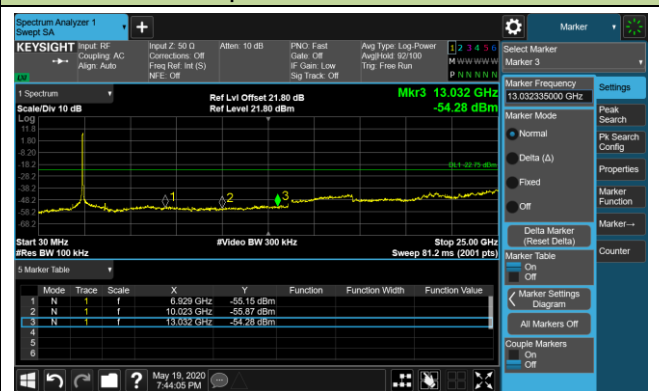 Spectrum Analyzer 1
Swept SA
Marker
KEYSIGHT
Input: RF
Coupling: AC
Align: Auto
Input Z: 50 Ω
Corrections: Off
Freq Ref: Int (S)
NFE: Off
Atten: 10 dB
PNO: Fast
Gate: Off
IF Gain: Low
Sig Track: Off
Avg Type: Log-Power
Avg|Hold: 92/100
Trig: Free Run
1 2 3 4 5 6
M W W W W W
P N N N N N
Select Marker
Marker 3
1 Spectrum
Scale/Div 10 dB
Ref Lvl Offset 21.80 dB
Ref Level 21.80 dBm
Mkr3 13.032 GHz
-54.28 dBm
Log
11.8
1.80
-8.20
-18.2
-28.2
-38.2
-48.2
-58.2
-68.2
DL1 -22.75 dBm
1
2
3
Start 30 MHz
#Res BW 100 kHz
#Video BW 300 kHz
Stop 25.00 GHz
Sweep 81.2 ms (2001 pts)
5 Marker Table
Mode Trace Scale X Y Function Function Width Function Value
1 N 1 f 6.929 GHz -55.15 dBm
2 N 1 f 10.023 GHz -55.87 dBm
3 N 1 f 13.032 GHz -54.28 dBm
4
5
6
Marker Frequency
13.032335000 GHz
Marker Mode
Normal
Delta (Δ)
Fixed
Off
Delta Marker
(Reset Delta)
Marker Table
On
Off
Marker Settings
Diagram
All Markers Off
Couple Markers
On
Off
Settings
Peak
Search
Pk Search
Config
Properties
Marker
Function
Marker→
Counter
May 19, 2020
7:44:05 PM